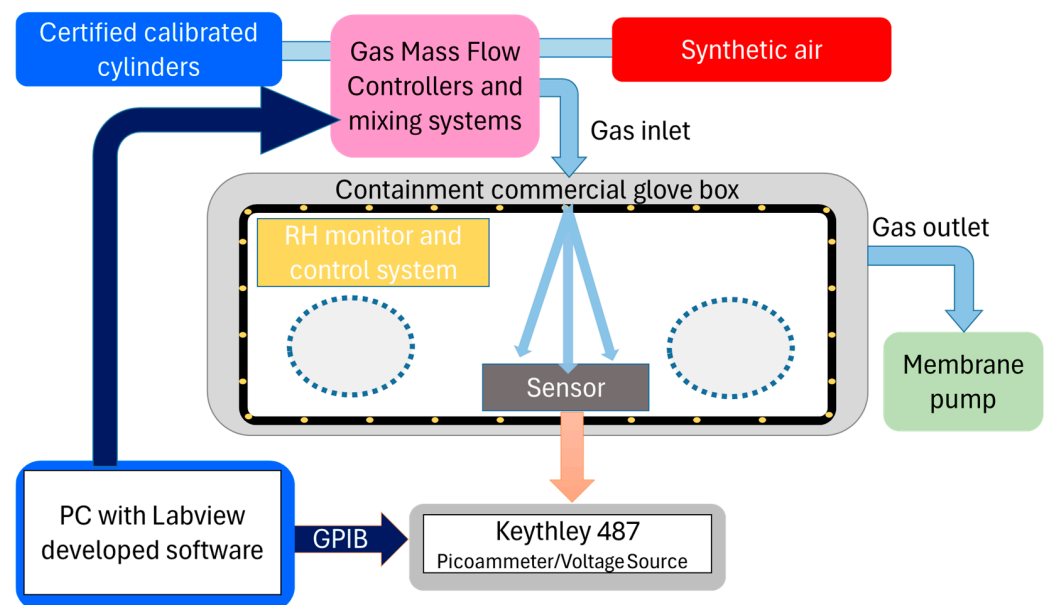 Certified calibrated
cylinders
Gas Mass Flow
Controllers and
mixing systems
Synthetic air
Gas inlet
Containment commercial glove box
RH monitor and
control system
Gas outlet
Sensor
Membrane
pump
PC with Labview
developed software
GPIB
Keythley 487
Picoammeter/Voltage Source